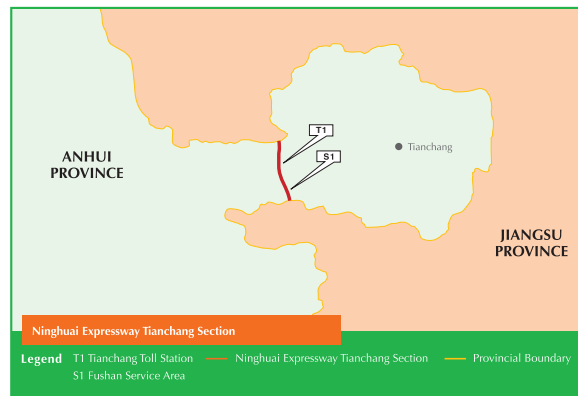 T1
S1
Tianchang
ANHUI
PROVINCE
JIANGSU
PROVINCE
Ninghuai Expressway Tianchang Section
Legend T1 Tianchang Toll Station Ninghuai Expressway Tianchang Section Provincial Boundary
S1 Fushan Service Area